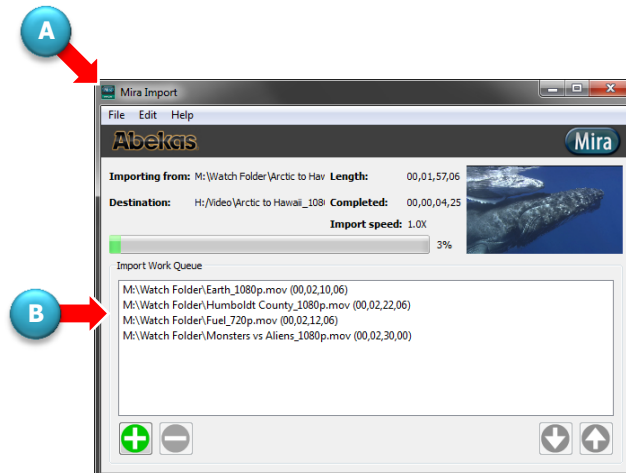 A
Mira Import
File Edit Help
Abekas Mira
Importing from: M:\Watch Folder\Arctic to Hav Length: 00,01,57,06
Destination: H:/Video\Arctic to Hawaii_108( Completed: 00,00,04,25
Import speed: 1.0X
3%
Import Work Queue
M:\Watch Folder\Earth_1080p.mov (00,02,10,06)
M:\Watch Folder\Humboldt County_1080p.mov (00,02,22,06)
B
M:\Watch Folder\Fuel_720p.mov (00,02,12,06)
M:\Watch Folder\Monsters vs Aliens_1080p.mov (00,02,30,00)